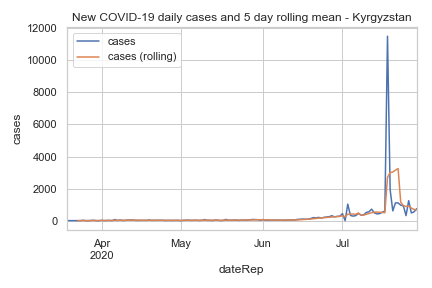 New COVID-19 daily cases and 5 day rolling mean - Kyrgyzstan
cases
cases (rolling)
12000
10000
8000
6000
4000
2000
0
cases
Apr
2020
May
Jun
Jul
dateRep